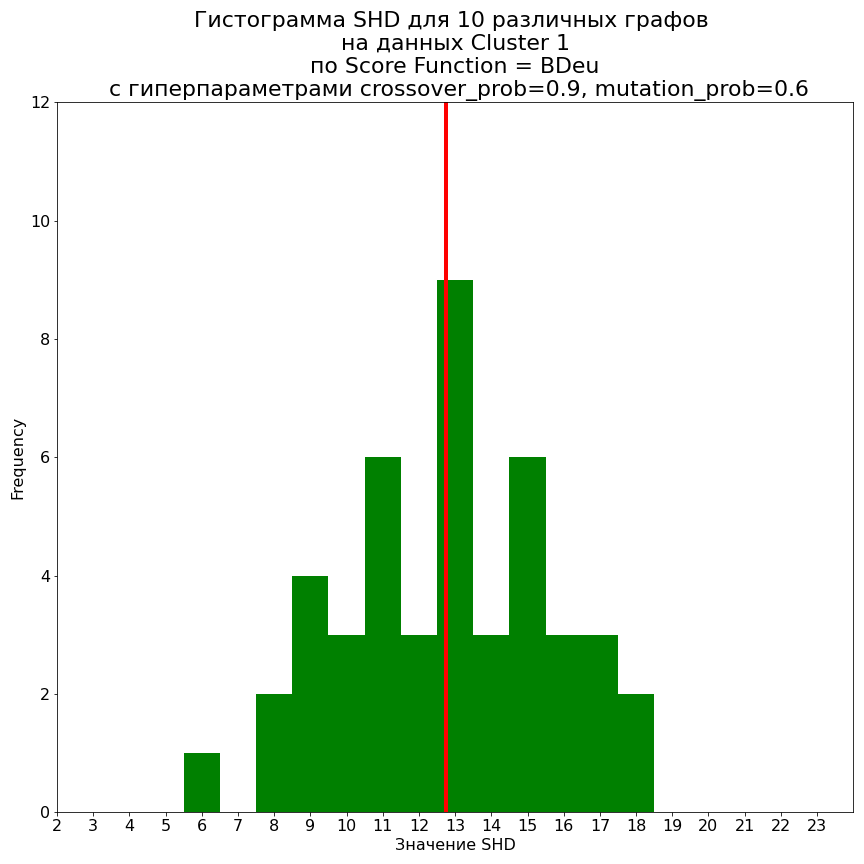 Гистограмма SHD для 10 различных графов
на данных Cluster 1
по Score Function = BDeu
с гиперпараметрами crossover_prob=0.9, mutation_prob=0.6
12
10
8
6
4
2
0
Frequency
2 3 4 5 6 7 8 9 10 11 12 13 14 15 16 17 18 19 20 21 22 23
Значение SHD